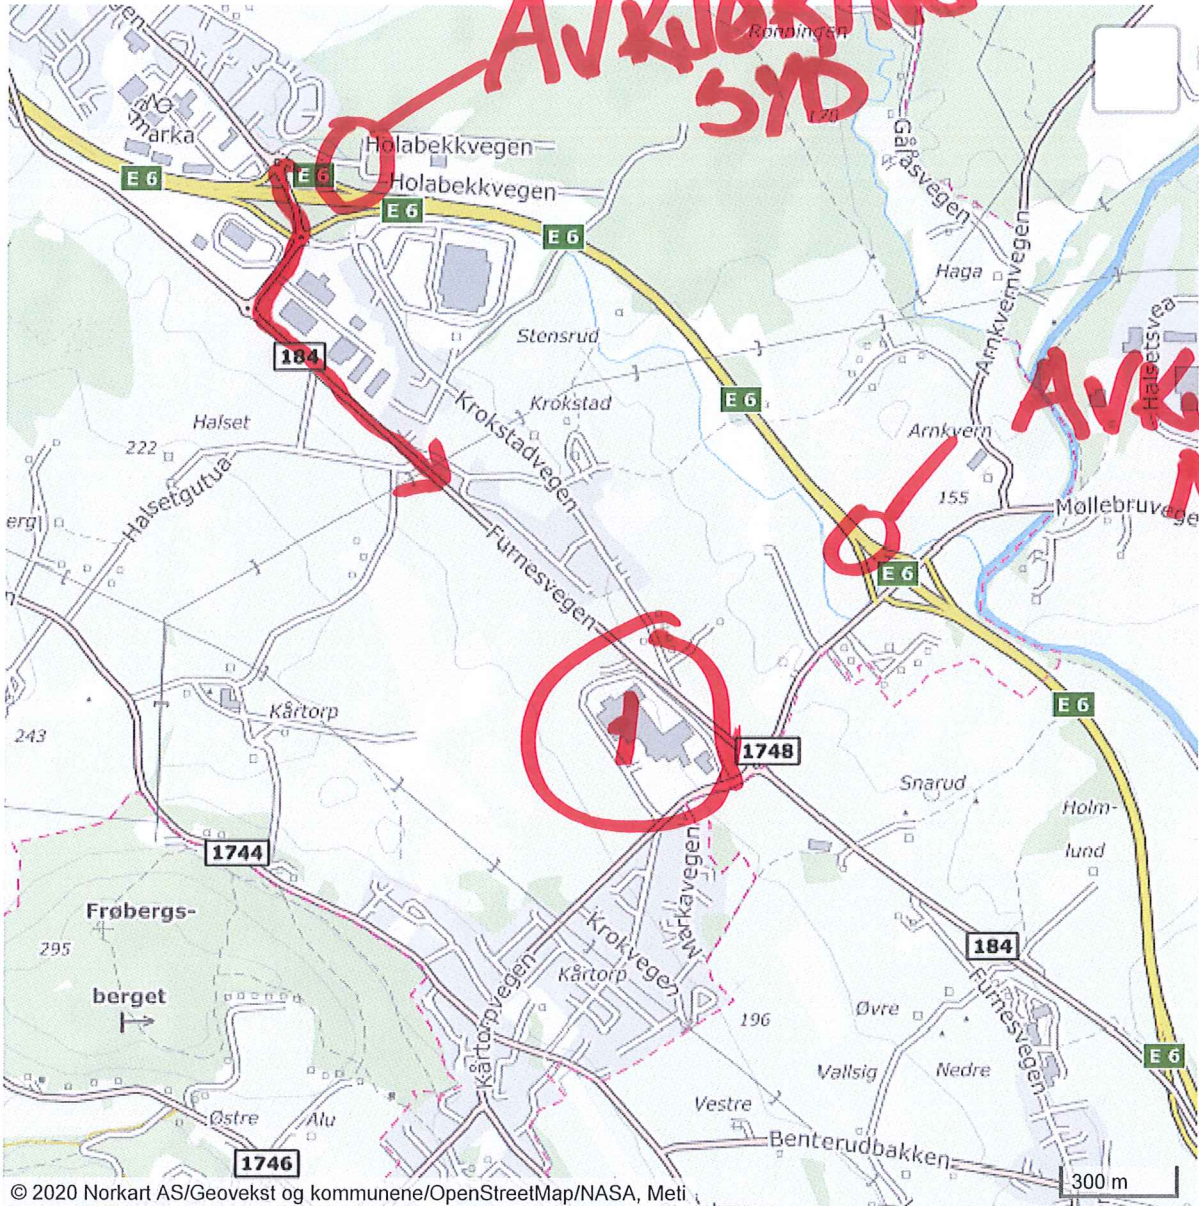 AVKJØRING
SYD
Rønningen
170
marka
Holabekkvegen
E 6
E 6
Holabekkvegen
E 6
E 6
Gålåsvegen
Haga
Arnkvernvegen
Halsetsvea
184
Stensrud
E 6
Krokstad
Halset
222
Krokstadvegen
Arnkvern
155
Halsetgutua
Møllebruvege
Furnesvegen
E 6
1
Kårtorp
E 6
243
1748
Snarud
Holm-
lund
1744
Markavegen
Frøbergs-
berget
295
Krokvegen
Kårtorp
184
Kårtorpvegen
196
Øvre
Furnesvegen
E 6
Vallsig
Nedre
Østre
Alu
Vestre
Benterudbakken
1746
300 m
© 2020 Norkart AS/Geovekst og kommunene/OpenStreetMap/NASA, Meti